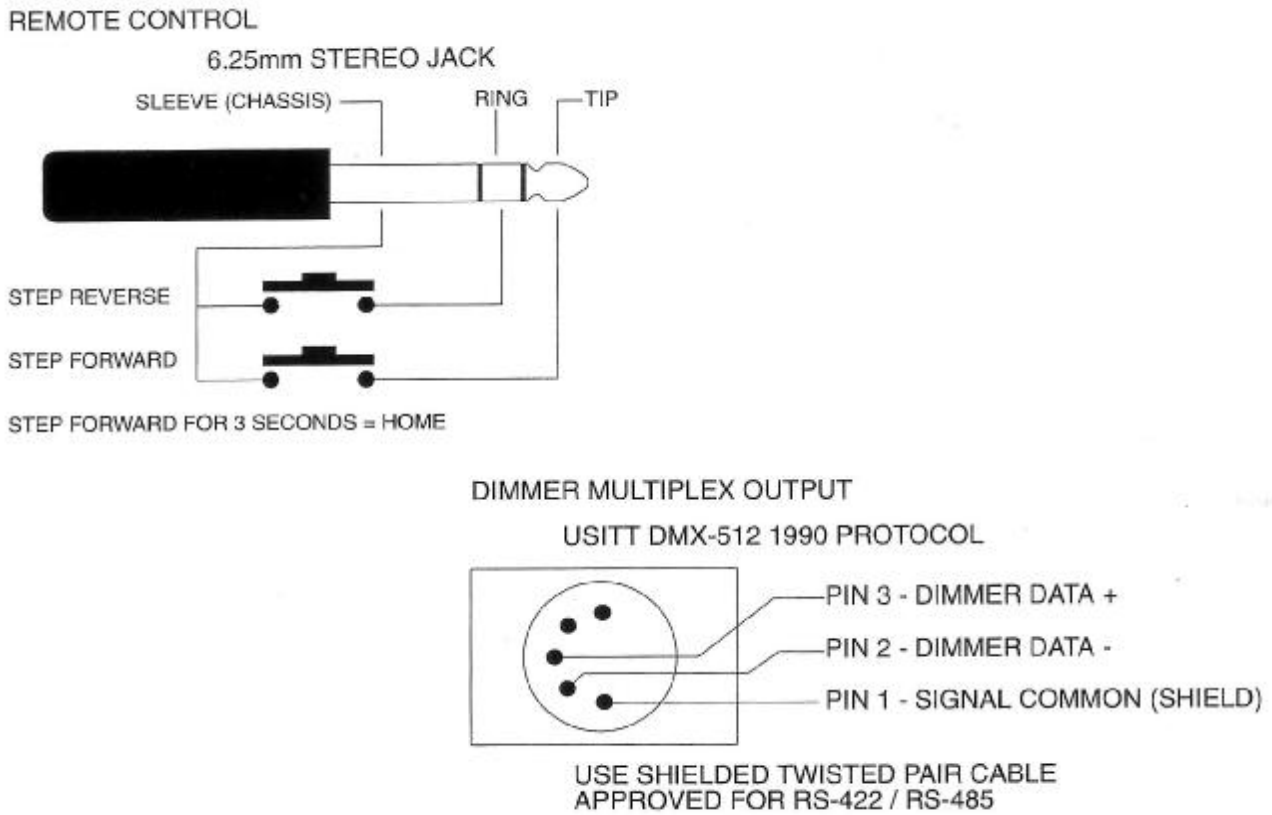 REMOTE CONTROL
6.25mm STEREO JACK
SLEEVE (CHASSIS)
RING
TIP
STEP REVERSE
STEP FORWARD
STEP FORWARD FOR 3 SECONDS = HOME
DIMMER MULTIPLEX OUTPUT
USITT DMX-512 1990 PROTOCOL
PIN 3 - DIMMER DATA +
PIN 2 - DIMMER DATA -
PIN 1 - SIGNAL COMMON (SHIELD)
USE SHIELDED TWISTED PAIR CABLE
APPROVED FOR RS-422 / RS-485